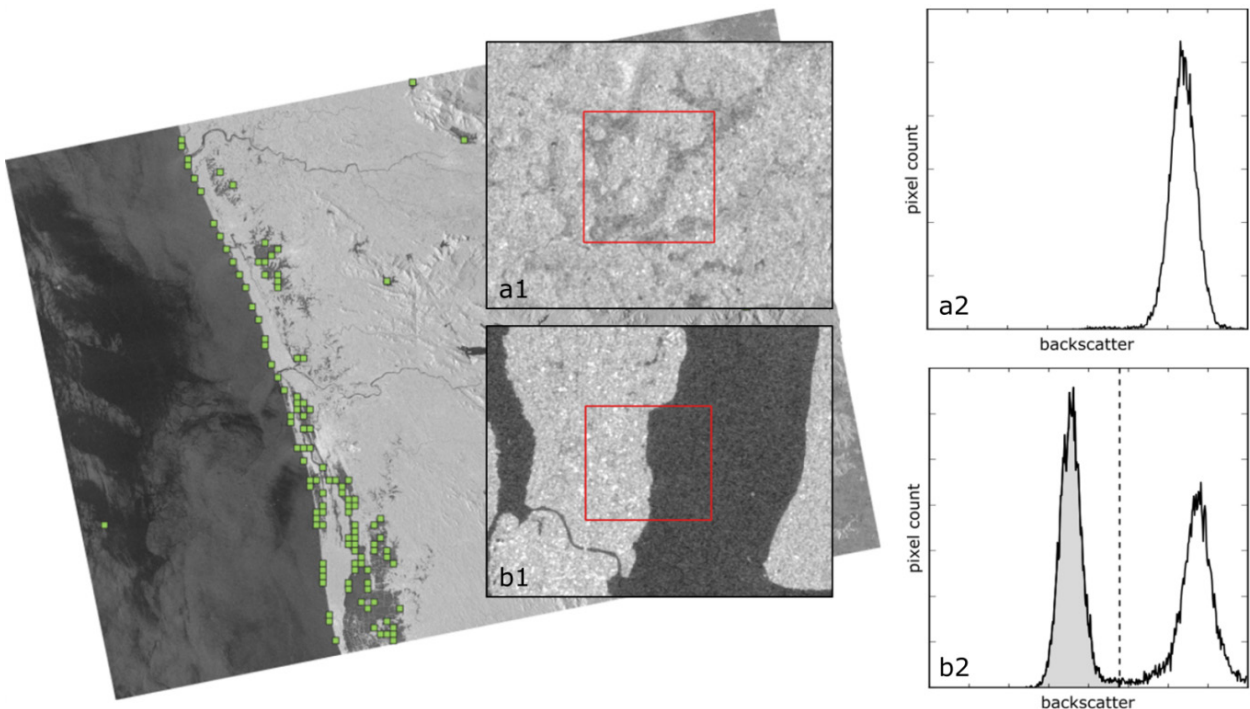 a1
b1
pixel count
a2
backscatter
pixel count
b2
backscatter